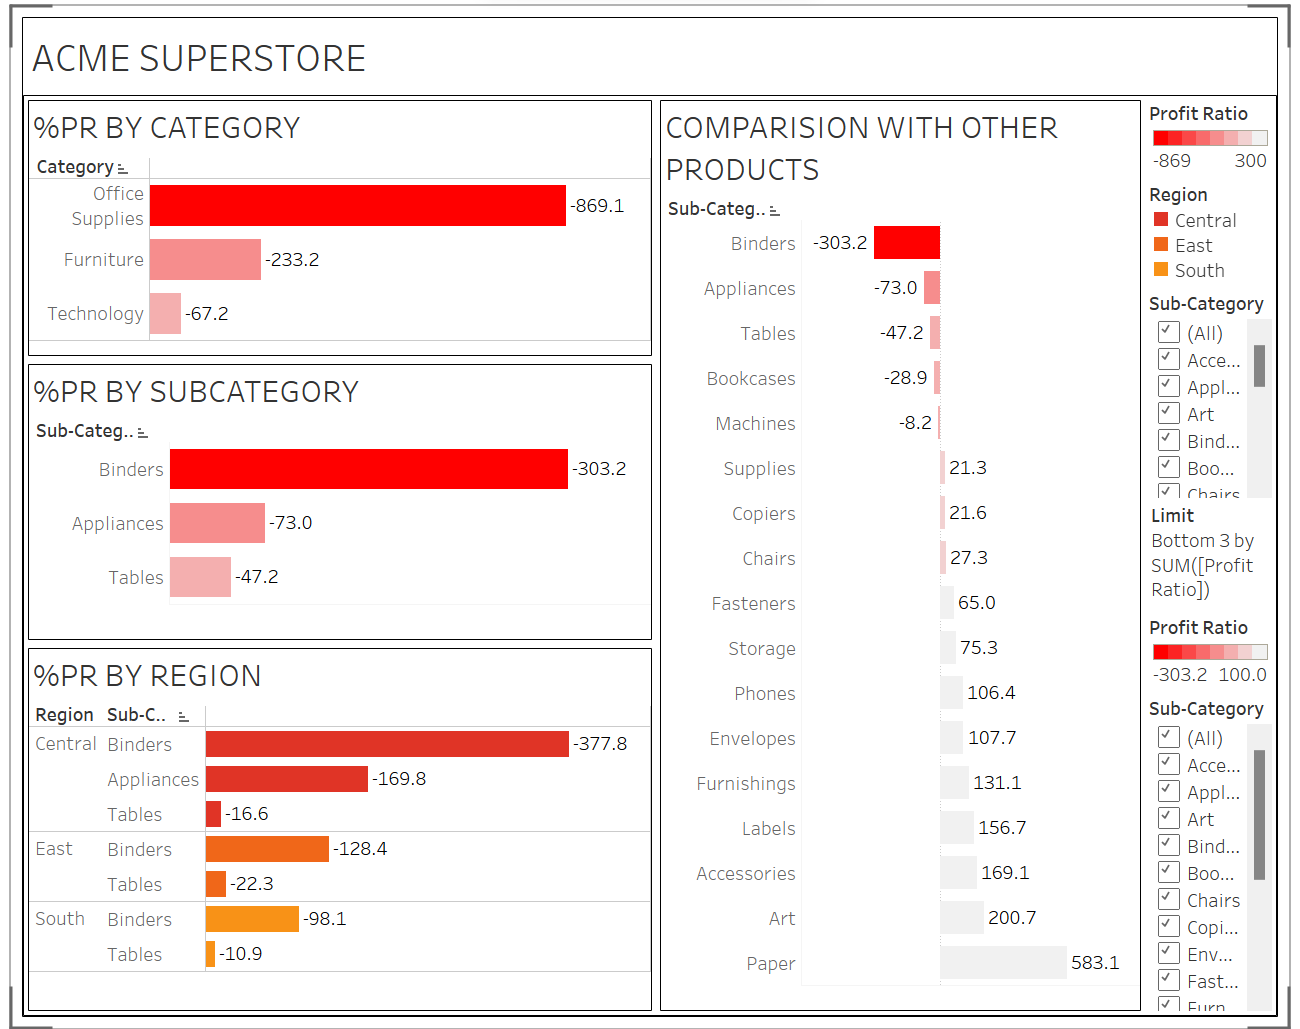 ACME SUPERSTORE
%PR BY CATEGORY
Category
Office
Supplies
-869.1
Furniture -233.2
Technology -67.2
%PR BY SUBCATEGORY
Sub-Categ..
Binders -303.2
Appliances -73.0
Tables -47.2
%PR BY REGION
Region Sub-C..
Central Binders -377.8
Appliances -169.8
Tables -16.6
East Binders -128.4
Tables -22.3
South Binders -98.1
Tables -10.9
COMPARISION WITH OTHER
PRODUCTS
Sub-Categ..
Binders -303.2
Appliances -73.0
Tables -47.2
Bookcases -28.9
Machines -8.2
Supplies 21.3
Copiers 21.6
Chairs 27.3
Fasteners 65.0
Storage 75.3
Phones 106.4
Envelopes 107.7
Furnishings 131.1
Labels 156.7
Accessories 169.1
Art 200.7
Paper 583.1
Profit Ratio
-869 300
Region
Central
East
South
Sub-Category
(All)
Acce...
Appl...
Art
Bind...
Boo...
Chairs
Limit
Bottom 3 by
SUM([Profit
Ratio])
Profit Ratio
-303.2 100.0
Sub-Category
(All)
Acce...
Appl...
Art
Bind...
Boo...
Chairs
Copi...
Env...
Fast...
Furn